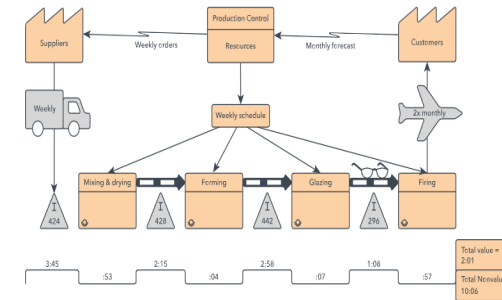 Production Control
Suppliers
Weekly orders
Resources
Monthly forecast
Customers
Weekly
Weekly schedule
2x monthly
Mixing & drying
Forming
Glazing
Firing
I
424
I
428
I
442
I
296
3:45
:53
2:15
:04
2:58
:07
1:08
:57
Total value =
2:01
Total Nonvalu
10:06